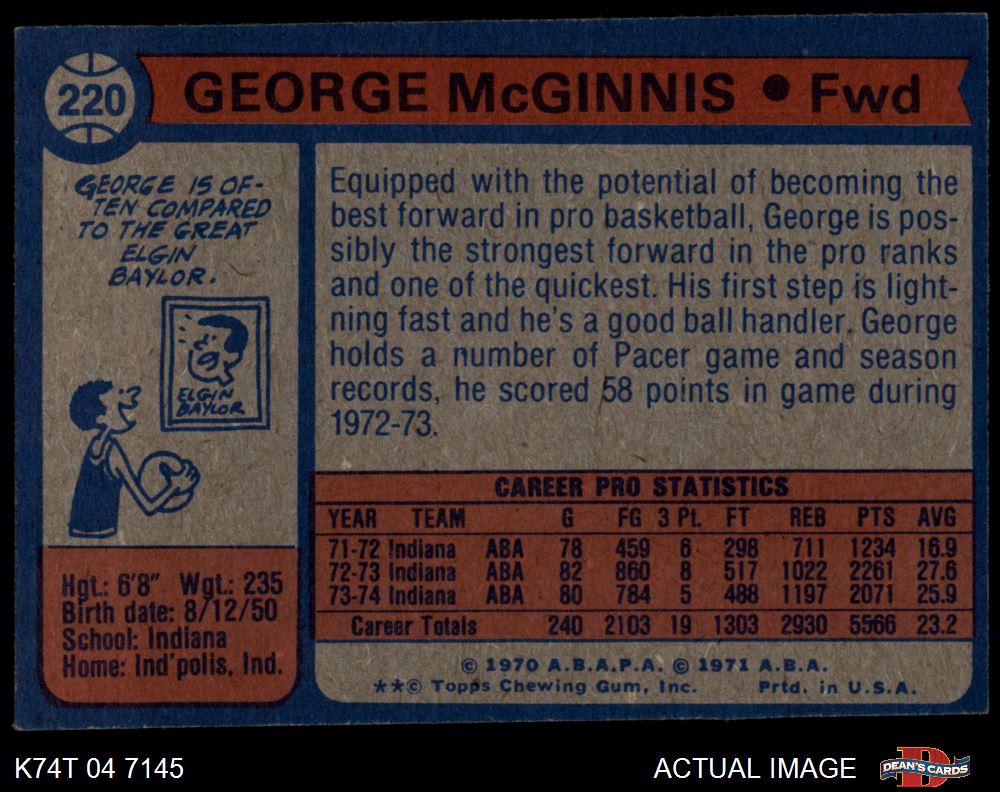 220
GEORGE McGINNIS • Fwd
GEORGE IS OF-
TEN COMPARED
TO THE GREAT
ELGIN
BAYLOR.
ELGIN
BAYLOR
Equipped with the potential of becoming the
best forward in pro basketball, George is pos-
sibly the strongest forward in the pro ranks
and one of the quickest. His first step is light-
ning fast and he's a good ball handler. George
holds a number of Pacer game and season
records, he scored 58 points in game during
1972-73.
Hgt.: 6'8" Wgt.: 235
Birth date: 8/12/50
School: Indiana
Home: Ind'polis, Ind.
CAREER PRO STATISTICS
YEAR TEAM G FG 3 Pt. FT REB PTS AVG
71-72 Indiana ABA 78 459 6 298 711 1234 16.9
72-73 Indiana ABA 82 860 8 517 1022 2261 27.6
73-74 Indiana ABA 80 784 5 488 1197 2071 25.9
Career Totals 240 2103 19 1303 2930 5566 23.2
© 1970 A.B.A.P.A. © 1971 A.B.A.
**© Topps Chewing Gum, Inc. Prtd. in U.S.A.
K74T 04 7145
ACTUAL IMAGE
D
DEAN'S CARDS